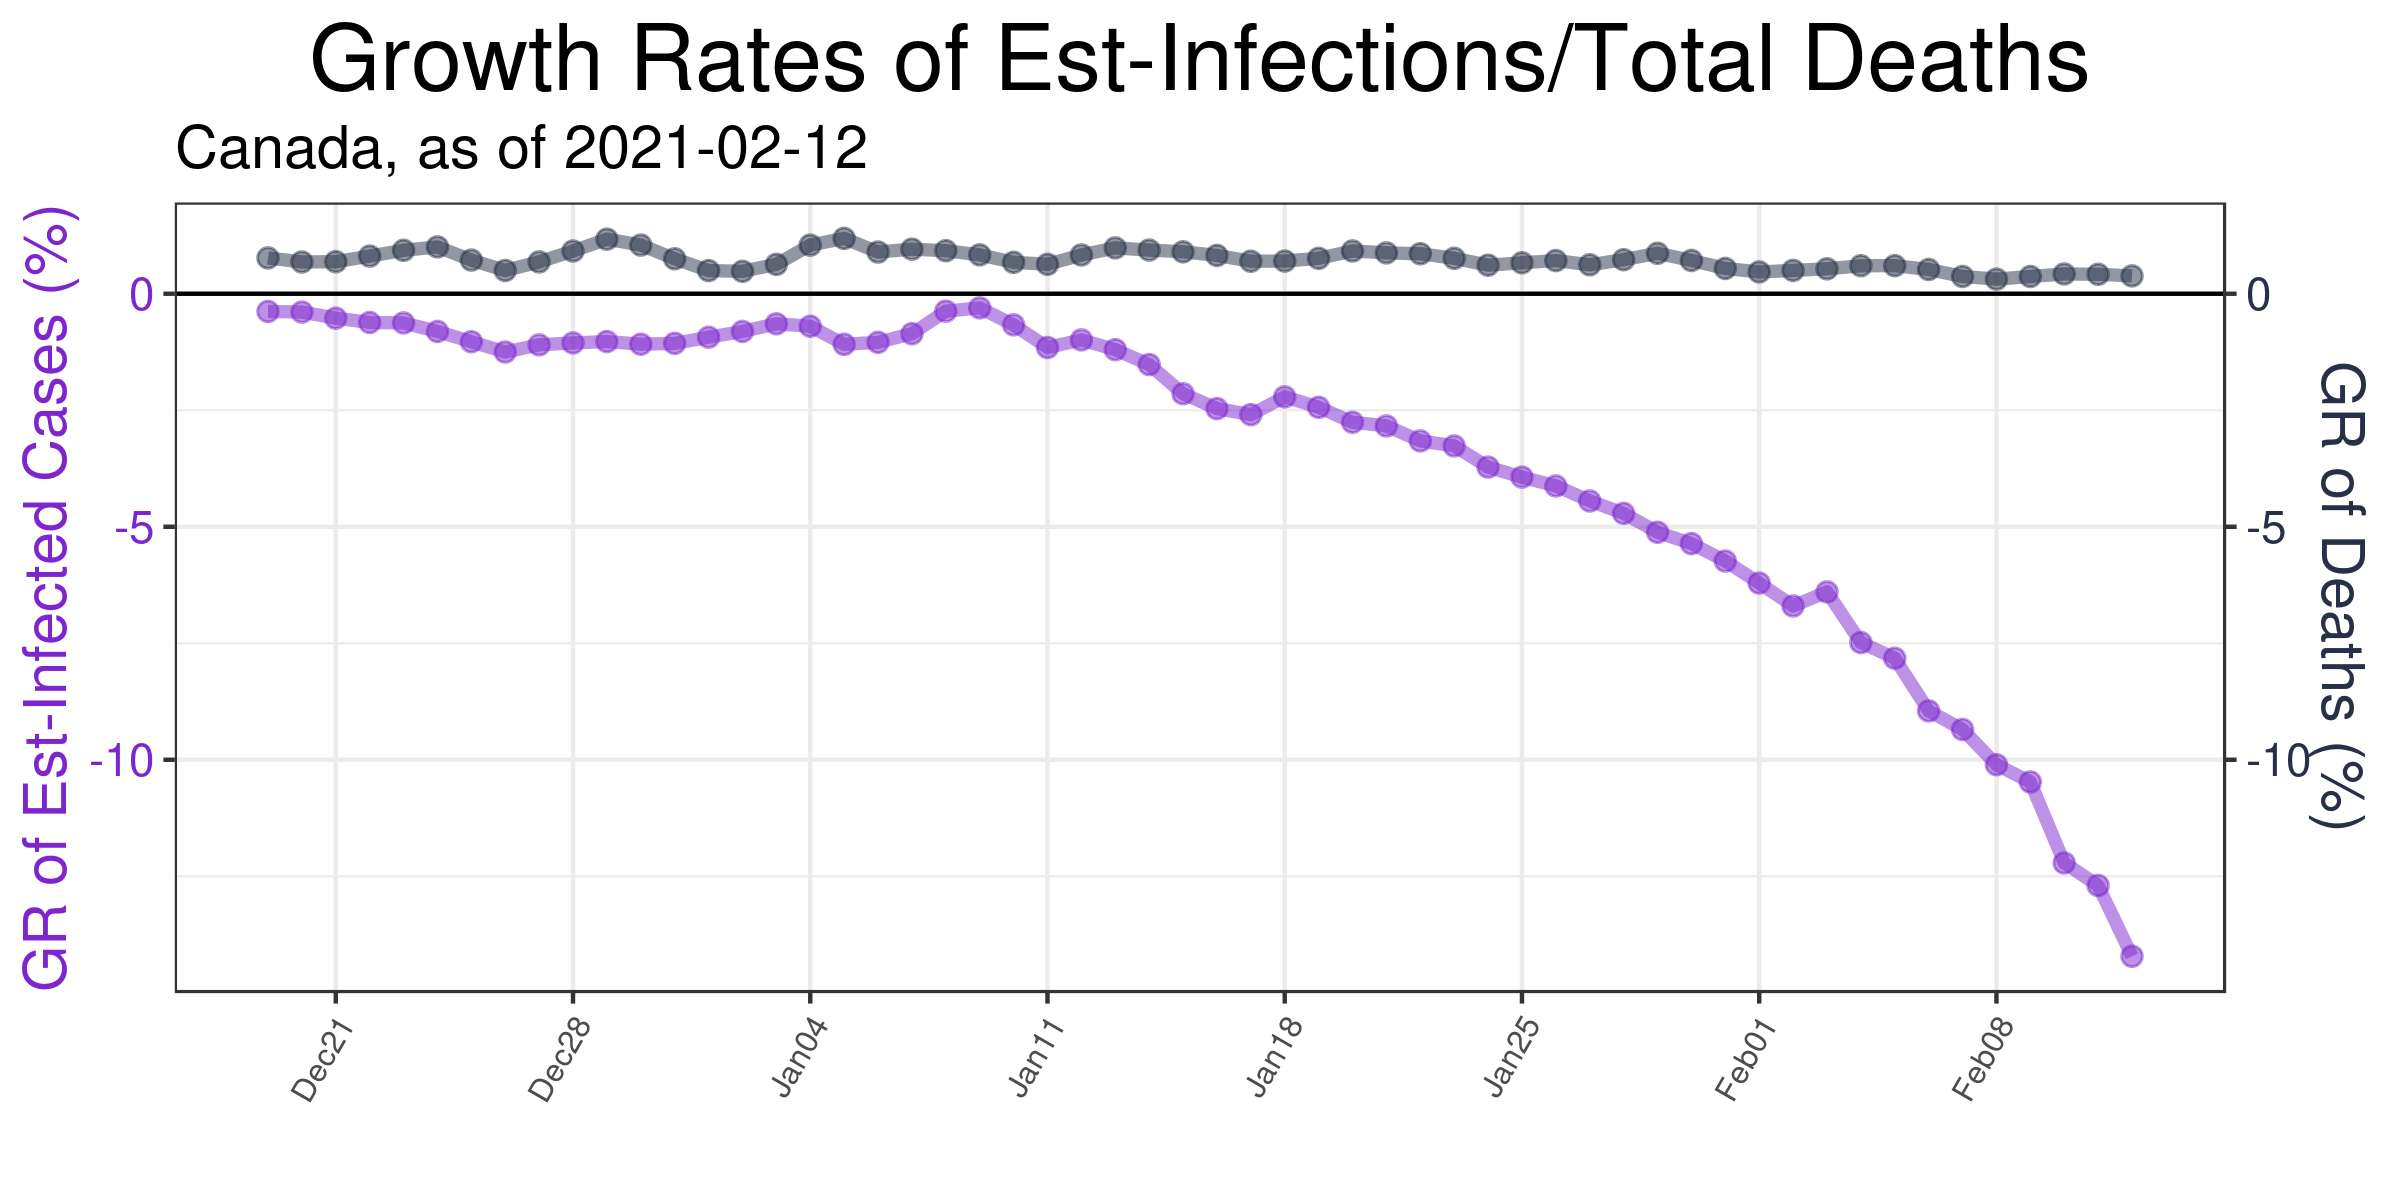 Growth Rates of Est-Infections/Total Deaths
Canada, as of 2021-02-12
GR of Est-Infected Cases (%)
0
-5
-10
0
-5
-10
GR of Deaths (%)
Dec21
Dec28
Jan04
Jan11
Jan18
Jan25
Feb01
Feb08